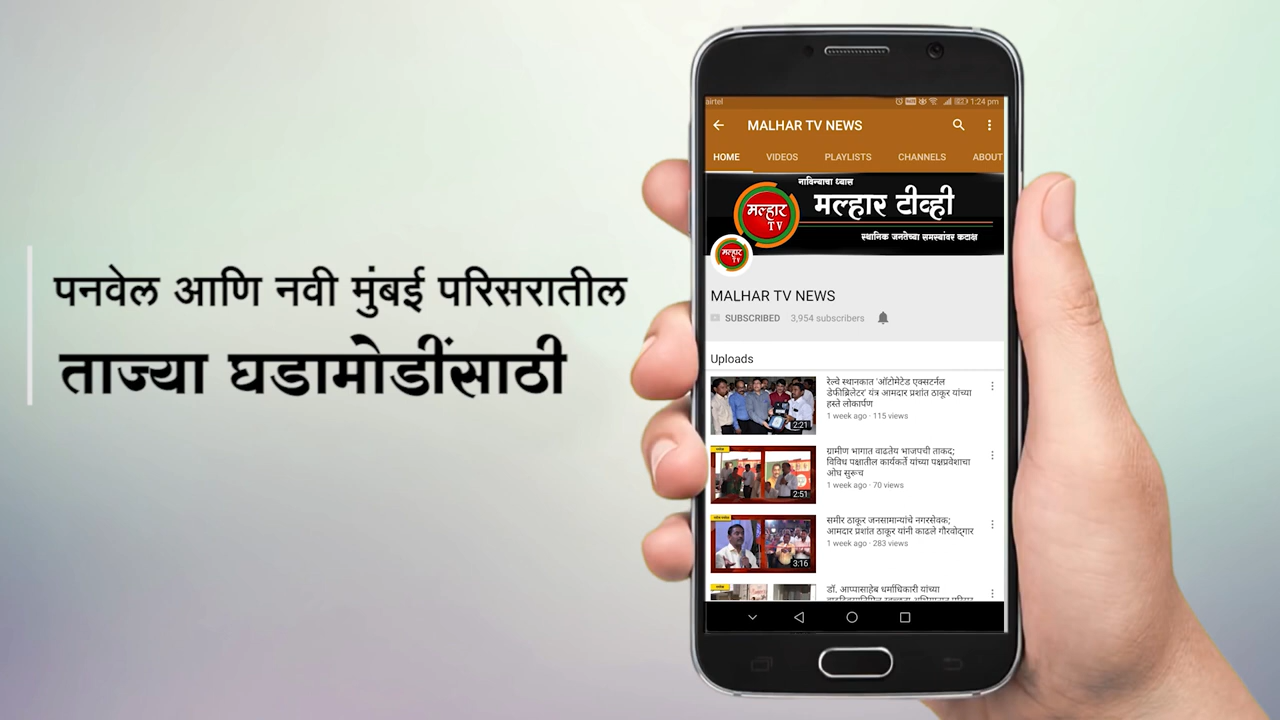 पनवेल आणि नवी मुंबई परिसरातील
ताज्या घडामोडींसाठी
airtel
1:24 pm
MALHAR TV NEWS
HOME VIDEOS PLAYLISTS CHANNELS ABOUT
नाविन्याचा ध्यास
मल्हार टीव्ही
मल्हार
TV
स्थानिक जनतेच्या समस्यांवर कटाक्ष
मल्हार
TV
MALHAR TV NEWS
SUBSCRIBED 3,954 subscribers
Uploads
रेल्वे स्थानकात 'ऑटोमेटेड एक्सटर्नल
डेफीब्रिलेटर' यंत्र आमदार प्रशांत ठाकूर यांच्या
हस्ते लोकार्पण
1 week ago · 115 views
2:21
ग्रामीण भागात वाढतेय भाजपची ताकद;
विविध पक्षातील कार्यकर्ते यांच्या पक्षप्रवेशाचा
ओघ सुरूच
1 week ago · 70 views
2:51
समीर ठाकूर जनसामान्यांचे नगरसेवक;
आमदार प्रशांत ठाकूर यांनी काढले गौरवोद्गार
1 week ago · 283 views
3:16
डॉ. आप्पासाहेब धर्माधिकारी यांच्या